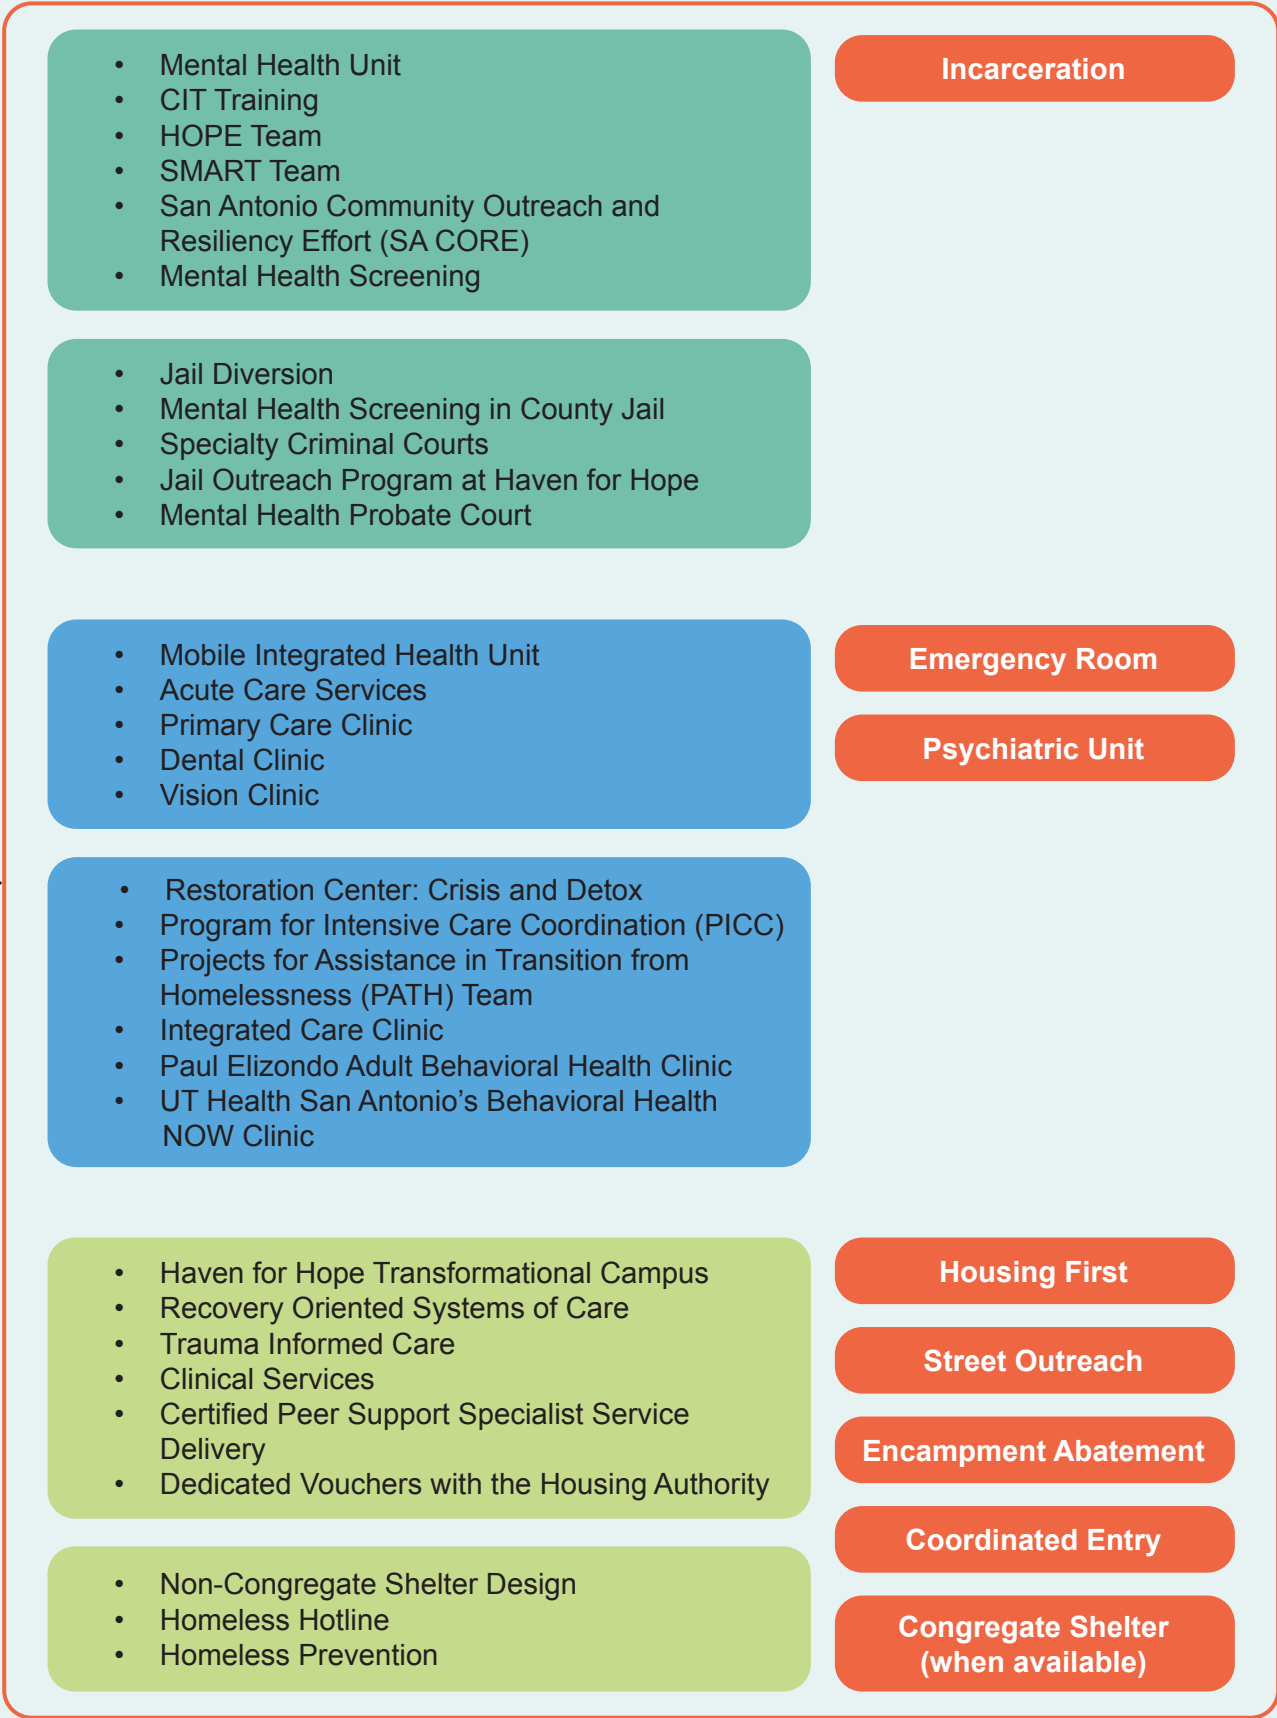 • Mental Health Unit
• CIT Training
• HOPE Team
• SMART Team
• San Antonio Community Outreach and
Resiliency Effort (SA CORE)
• Mental Health Screening
Incarceration
• Jail Diversion
• Mental Health Screening in County Jail
• Specialty Criminal Courts
• Jail Outreach Program at Haven for Hope
• Mental Health Probate Court
• Mobile Integrated Health Unit
• Acute Care Services
• Primary Care Clinic
• Dental Clinic
• Vision Clinic
Emergency Room
Psychiatric Unit
• Restoration Center: Crisis and Detox
• Program for Intensive Care Coordination (PICC)
• Projects for Assistance in Transition from
Homelessness (PATH) Team
• Integrated Care Clinic
• Paul Elizondo Adult Behavioral Health Clinic
• UT Health San Antonio’s Behavioral Health
NOW Clinic
• Haven for Hope Transformational Campus
• Recovery Oriented Systems of Care
• Trauma Informed Care
• Clinical Services
• Certified Peer Support Specialist Service
Delivery
• Dedicated Vouchers with the Housing Authority
• Non-Congregate Shelter Design
• Homeless Hotline
• Homeless Prevention
Housing First
Street Outreach
Encampment Abatement
Coordinated Entry
Congregate Shelter
(when available)